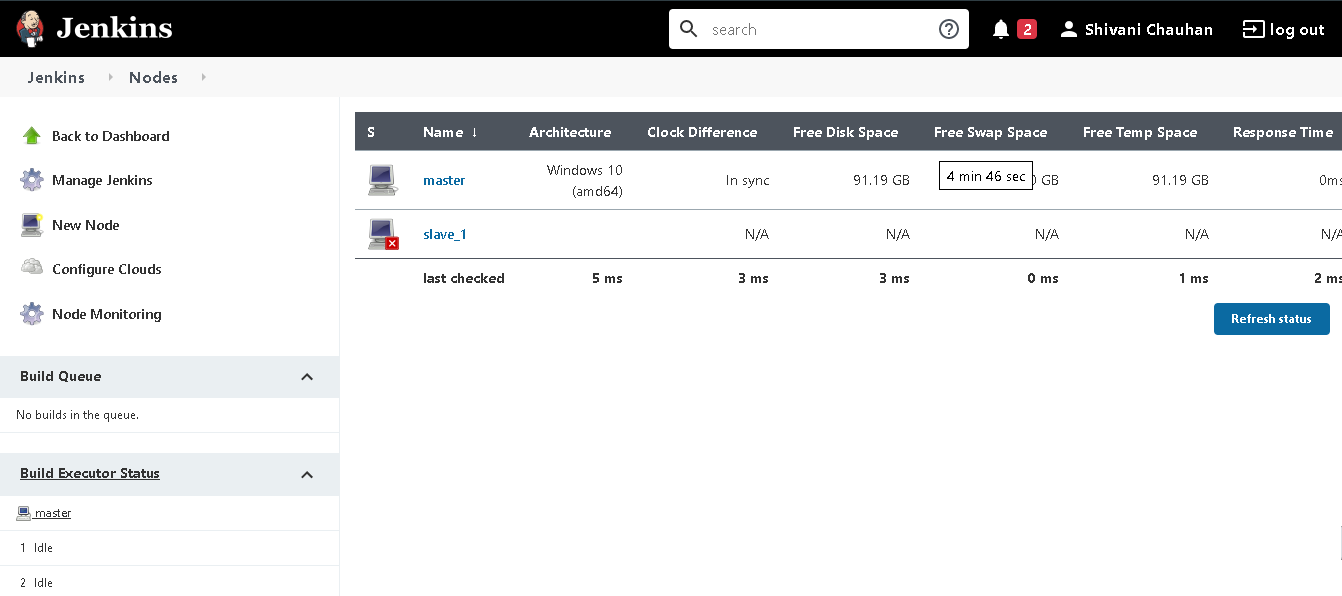 Jenkins
search
2
Shivani Chauhan
log out
Jenkins
Nodes
Back to Dashboard
Manage Jenkins
New Node
Configure Clouds
Node Monitoring
Build Queue
No builds in the queue.
Build Executor Status
master
1 Idle
2 Idle
S Name ↓ Architecture Clock Difference Free Disk Space Free Swap Space Free Temp Space Response Time
master Windows 10 (amd64) In sync 91.19 GB GB 91.19 GB 0ms
4 min 46 sec
slave_1 N/A N/A N/A N/A N/A
last checked 5 ms 3 ms 3 ms 0 ms 1 ms 2 ms
Refresh status